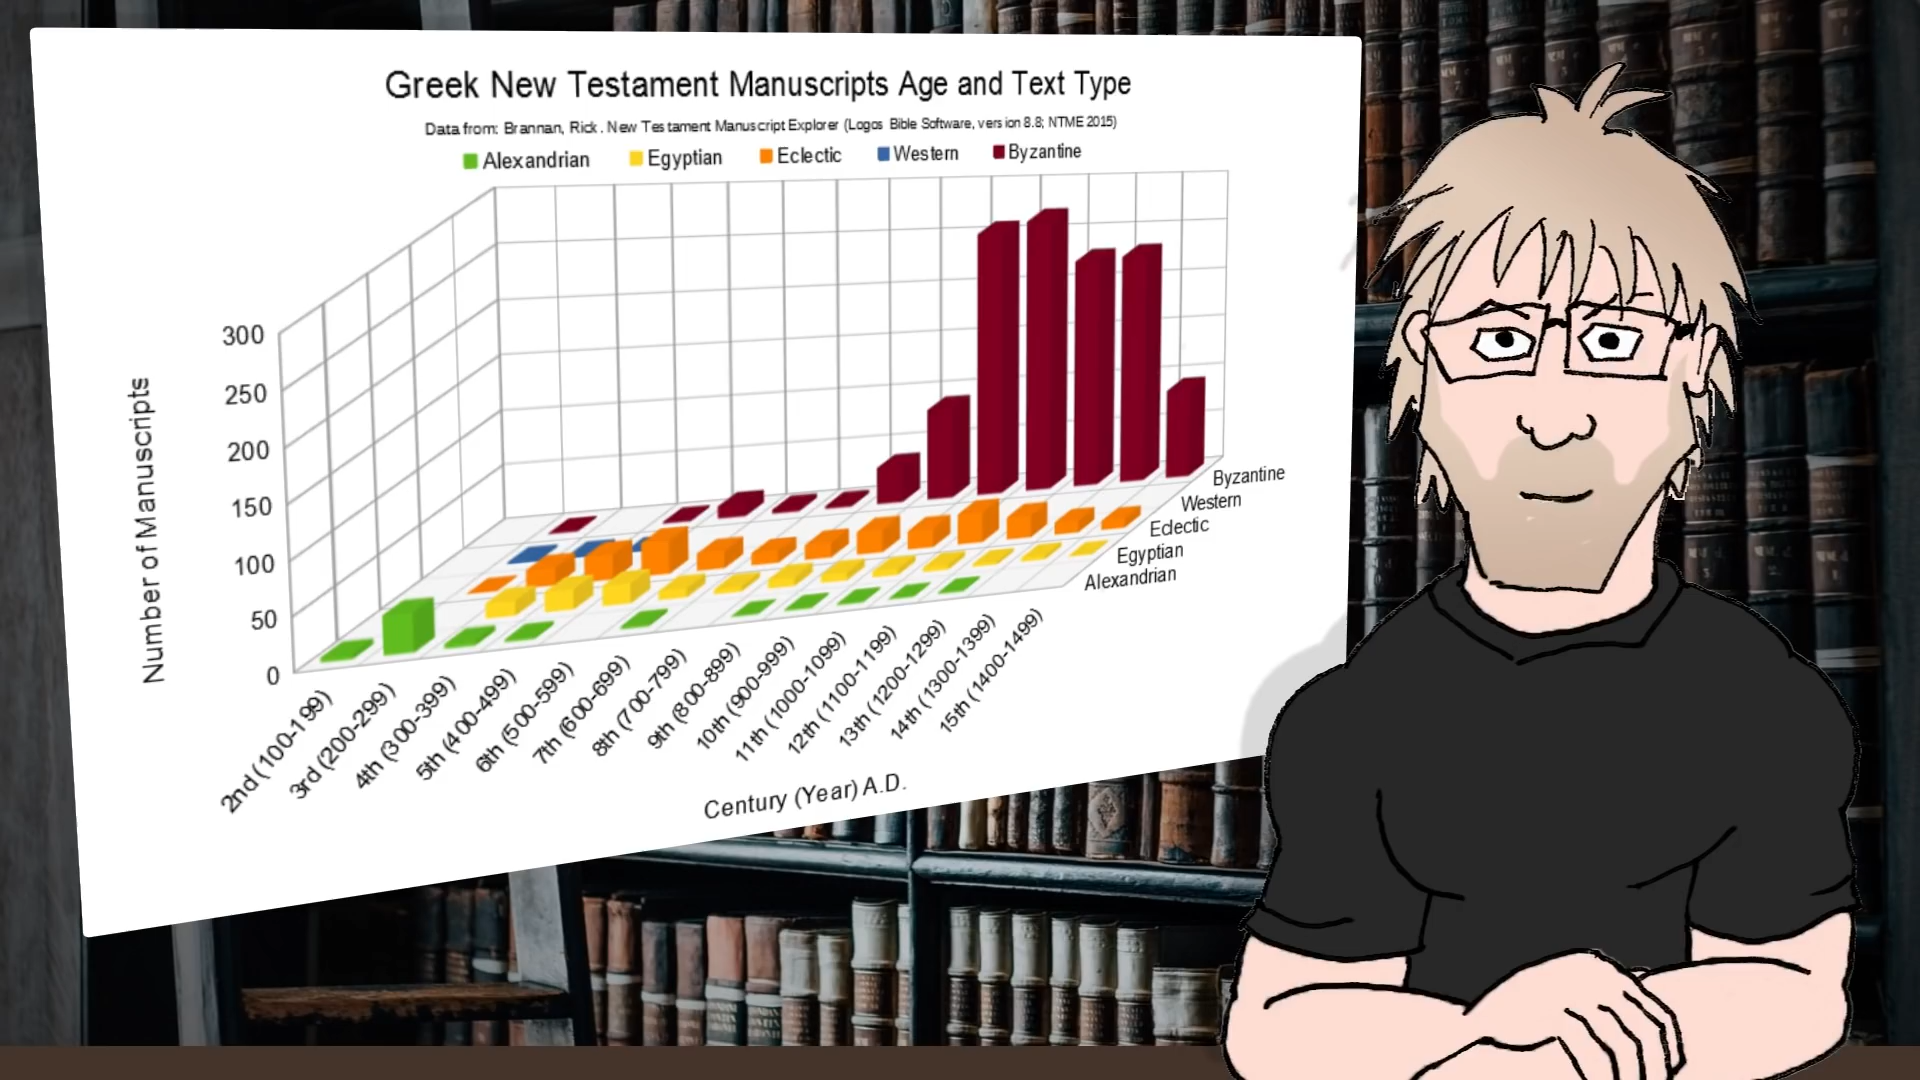 Greek New Testament Manuscripts Age and Text Type
Data from: Brannan, Rick. New Testament Manuscript Explorer (Logos Bible Software, version 8.8; NTME 2015)
Alexandrian Egyptian Eclectic Western Byzantine
300
250
200
150
100
50
0
Number of Manuscripts
Byzantine
Western
Eclectic
Egyptian
Alexandrian
2nd (100-199)
3rd (200-299)
4th (300-399)
5th (400-499)
6th (500-599)
7th (600-699)
8th (700-799)
9th (800-899)
10th (900-999)
11th (1000-1099)
12th (1100-1199)
13th (1200-1299)
14th (1300-1399)
15th (1400-1499)
Century (Year) A.D.